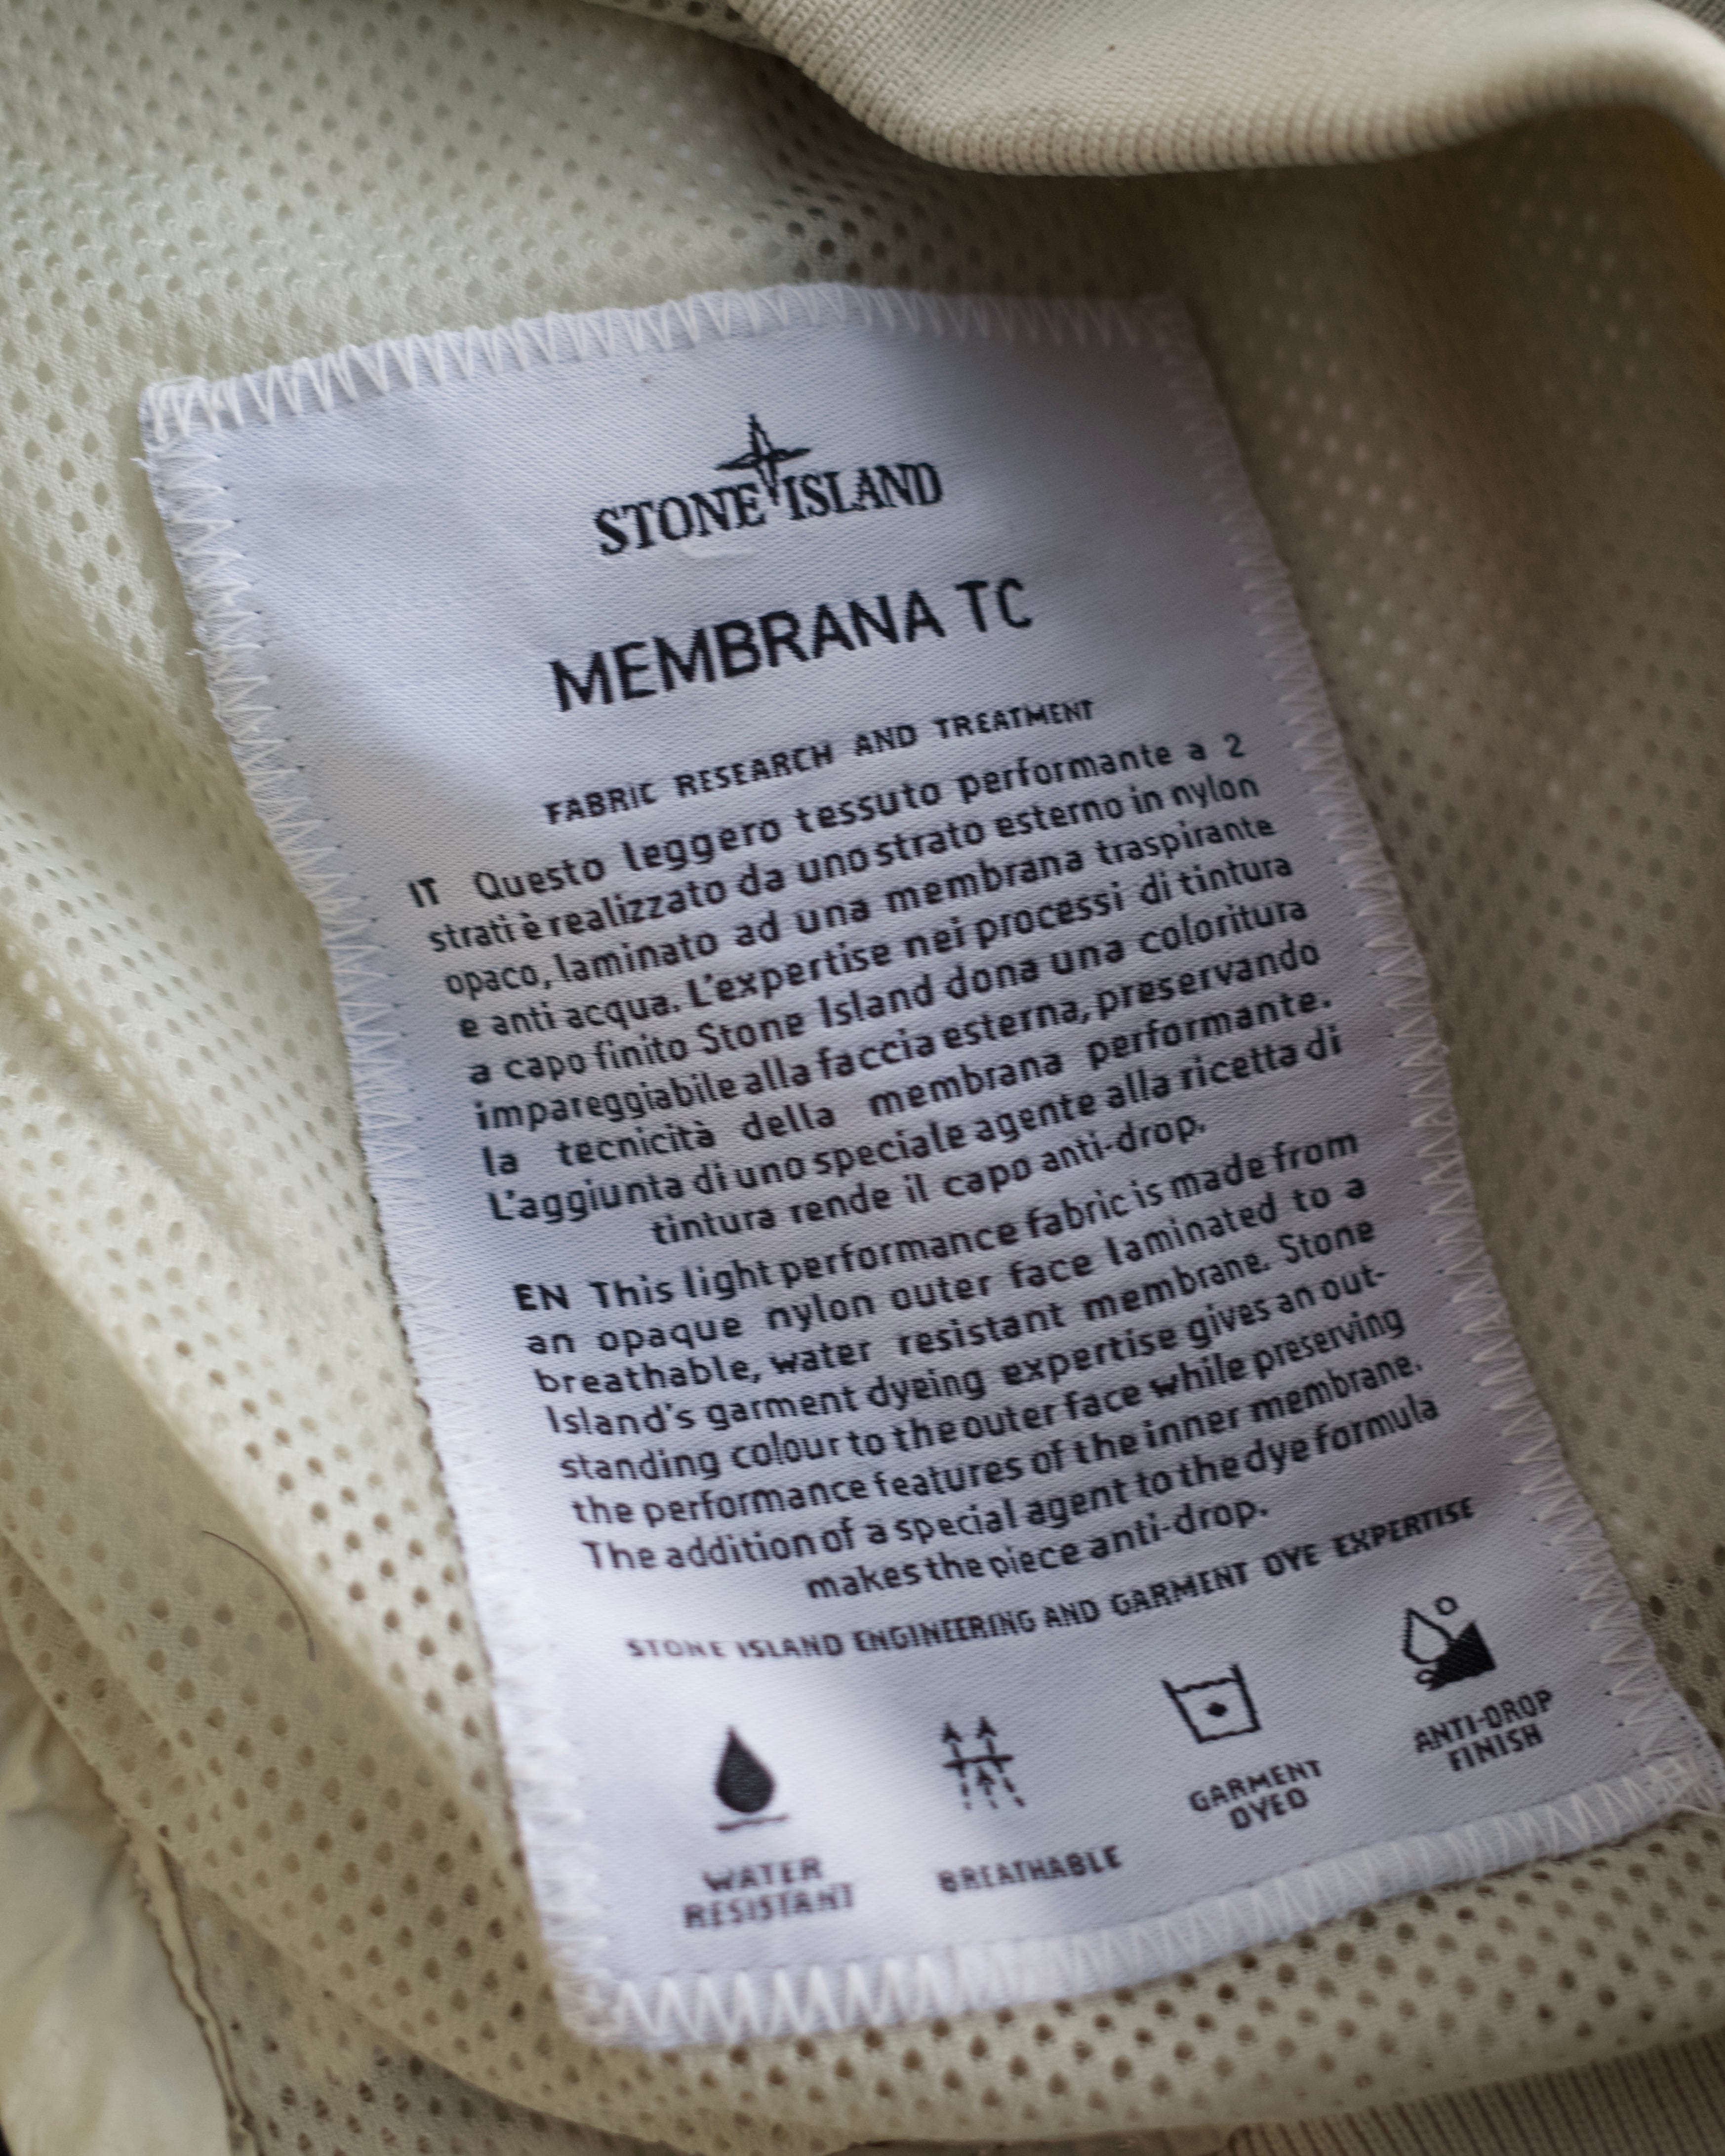 STONE ISLAND
MEMBRANA TC
FABRIC RESEARCH AND TREATMENT
IT Questo leggero tessuto performante a 2
strati è realizzato da uno strato esterno in nylon
opaco, laminato ad una membrana traspirante
e anti acqua. L'expertise nei processi di tintura
a capo finito Stone Island dona una coloritura
impareggiabile alla faccia esterna, preservando
la tecnicità della membrana performante.
L'aggiunta di uno speciale agente alla ricetta di
tintura rende il capo anti-drop.
EN This light performance fabric is made from
an opaque nylon outer face laminated to a
breathable, water resistant membrane. Stone
Island's garment dyeing expertise gives an out-
standing colour to the outer face while preserving
the performance features of the inner membrane.
The addition of a special agent to the dye formula
makes the piece anti-drop.
STONE ISLAND ENGINEERING AND GARMENT DYE EXPERTISE
WATER
RESISTANT
BREATHABLE
GARMENT
DYED
ANTI-DROP
FINISH